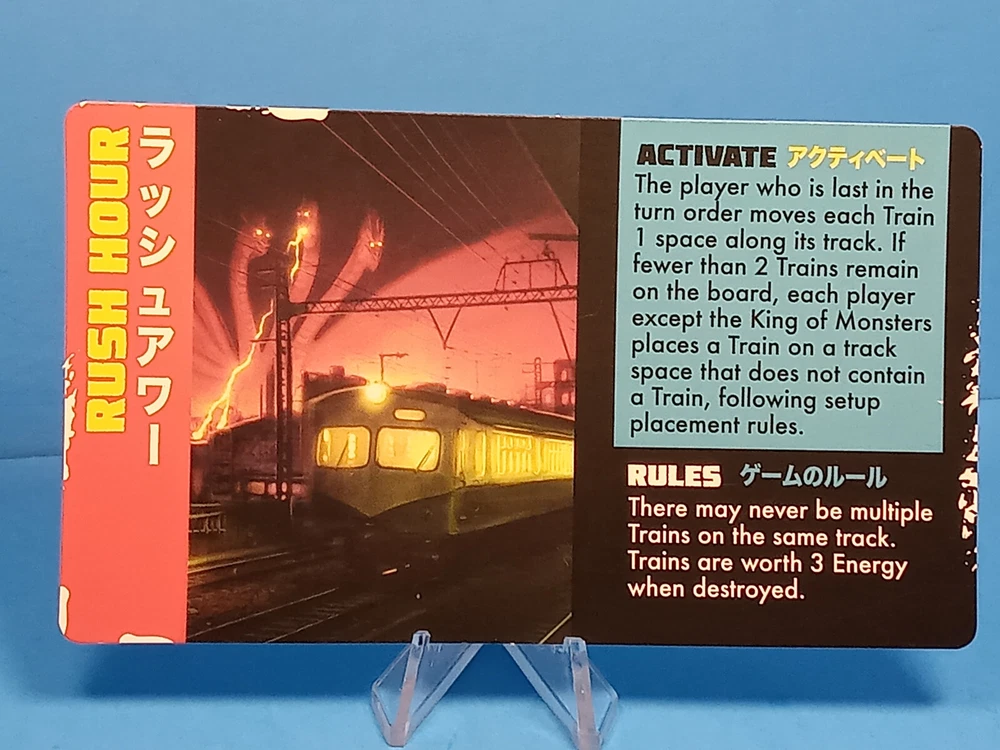 RUSH HOUR
ラッシュアワー
ACTIVATE アクティベート
The player who is last in the
turn order moves each Train
1 space along its track. If
fewer than 2 Trains remain
on the board, each player
except the King of Monsters
places a Train on a track
space that does not contain
a Train, following setup
placement rules.
RULES ゲームのルール
There may never be multiple
Trains on the same track.
Trains are worth 3 Energy
when destroyed.